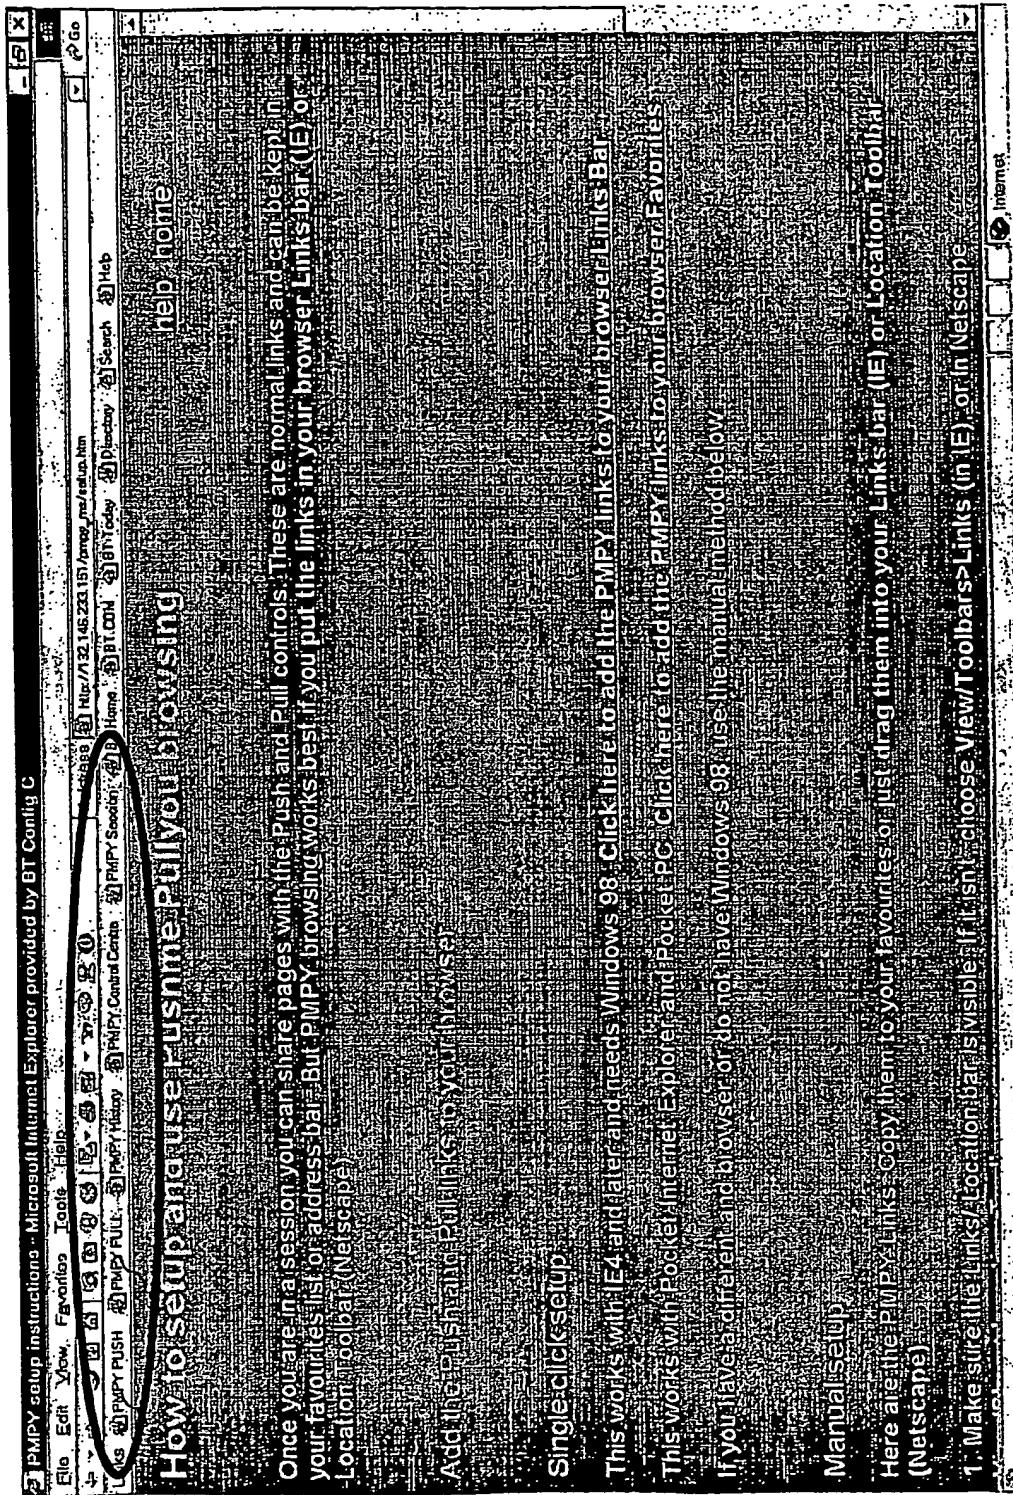 PMPY setup instructions - Microsoft Internet Explorer provided by BT Config C
File Edit View Favorites Tools Help
http://132.146.233.151/prog_ms/setup.htm Go
PMPY PUSH PMPY PULL PMPY History PMPY Control Centre PMPY Session Home BT.COM BT Today Directory Search Heb
How to setup and use PushmePullyou browsing help home
Once you are in a session you can share pages with the Push and Pull controls. These are normal links and can be kept in
your favourites list or address bar. But PMPY browsing works best if you put the links in your browser Links bar (IE) or
Location Toolbar (Netscape)
Add the Push and Pull links to your browser
Single click setup
This works with IE4 and later and needs Windows 98. Click here to add the PMPY links to your browser Links Bar
This works with Pocket Internet Explorer and Pocket PC. Click here to add the PMPY links to your browser Favorites
If you have a different kind browser or do not have Windows 98, use the manual method below
Manual setup
Here are the PMPY Links. Copy them to your favourites or just drag them into your Links bar (IE) or Location Toolbar
(Netscape)
1. Make sure the Links/Location bar is visible. If it isn't choose View/Toolbars>Links (in IE), or in Netscape
Internet